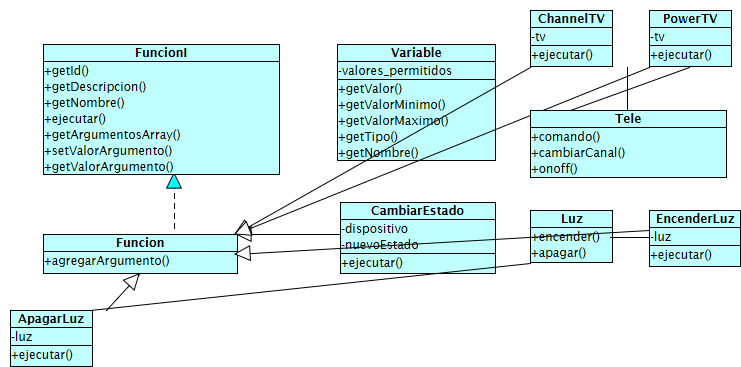 ChannelTV
-tv
+ejecutar()
PowerTV
-tv
+ejecutar()
FuncionI
+getId()
+getDescripcion()
+getNombre()
+ejecutar()
+getArgumentosArray()
+setValorArgumento()
+getValorArgumento()
Variable
-valores_permitidos
+getValor()
+getValorMinimo()
+getValorMaximo()
+getTipo()
+getNombre()
Tele
+comando()
+cambiarCanal()
+onoff()
Funcion
+agregarArgumento()
CambiarEstado
-dispositivo
-nuevoEstado
+ejecutar()
Luz
+encender()
+apagar()
EncenderLuz
-luz
+ejecutar()
ApagarLuz
-luz
+ejecutar()